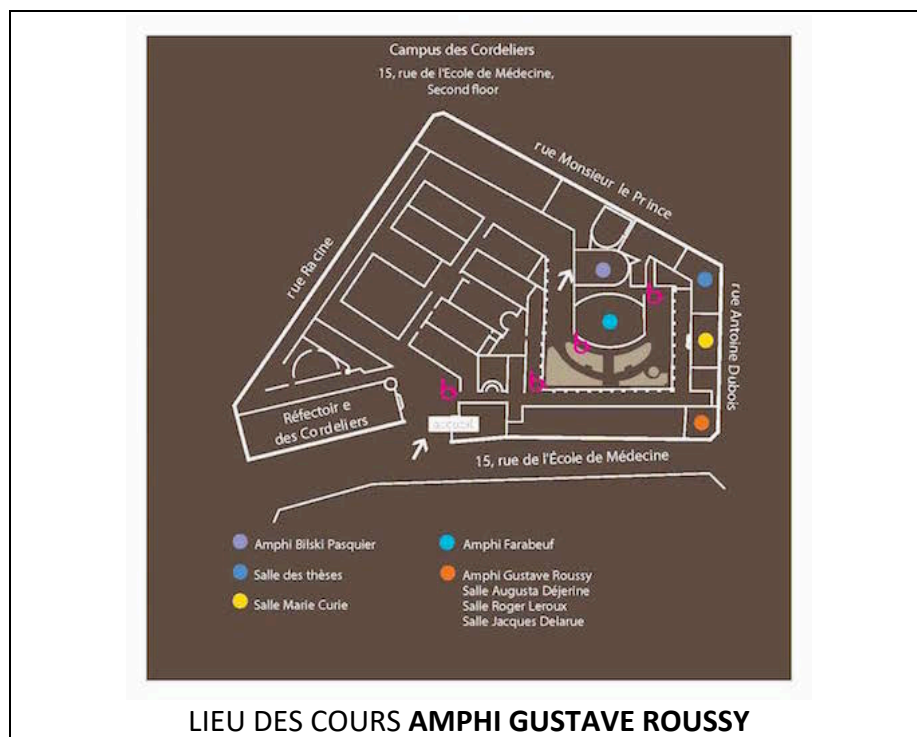 Campus des Cordeliers
15, rue de l'Ecole de Médecine,
Second floor
rue Monsieur le Prince
rue Racine
rue Antoine Dubois
Réfectoir e
des Cordeliers
accueil
15, rue de l'École de Médecine
Amphi Bilski Pasquier
Salle des thèses
Salle Marie Curie
Amphi Farabeuf
Amphi Gustave Roussy
Salle Augusta Déjerine
Salle Roger Leroux
Salle Jacques Delarue
LIEU DES COURS AMPHI GUSTAVE ROUSSY